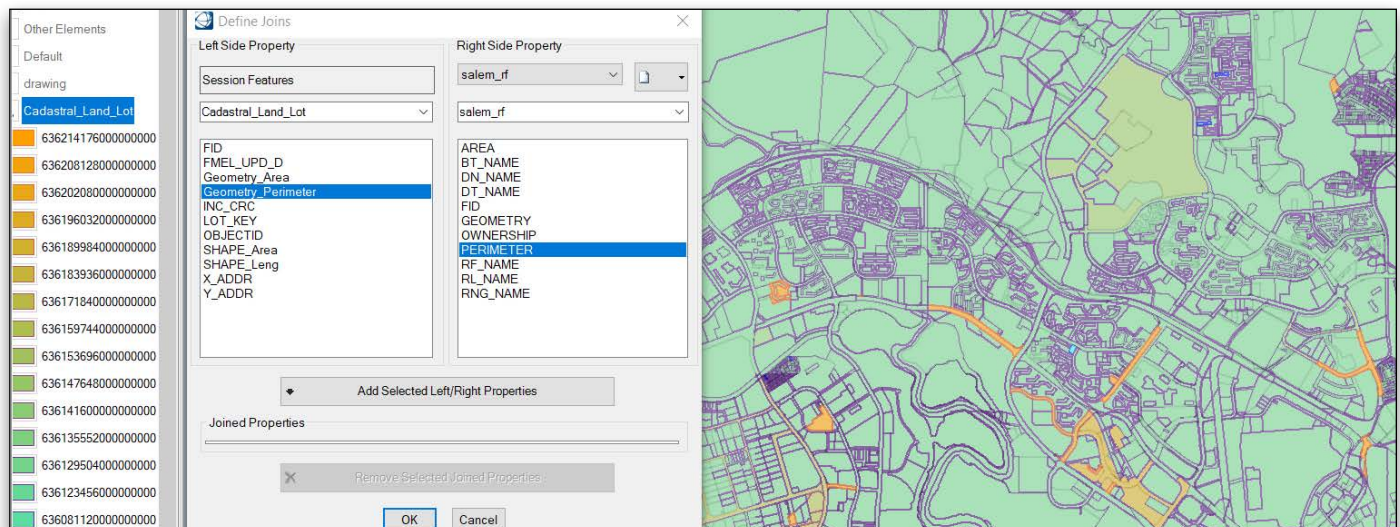 Other Elements
Default
drawing
Cadastral_Land_Lot
636214176000000000
636208128000000000
636202080000000000
636196032000000000
636189984000000000
636183936000000000
636171840000000000
636159744000000000
636153696000000000
636147648000000000
636141600000000000
636135552000000000
636129504000000000
636123456000000000
636081120000000000
Define Joins
Left Side Property
Session Features
Cadastral_Land_Lot
FID
FMEL_UPD_D
Geometry_Area
Geometry_Perimeter
INC_CRC
LOT_KEY
OBJECTID
SHAPE_Area
SHAPE_Leng
X_ADDR
Y_ADDR
Right Side Property
salem_rf
salem_rf
AREA
BT_NAME
DN_NAME
DT_NAME
FID
GEOMETRY
OWNERSHIP
PERIMETER
RF_NAME
RL_NAME
RNG_NAME
Add Selected Left/Right Properties
Joined Properties
Remove Selected Joined Properties
OK Cancel